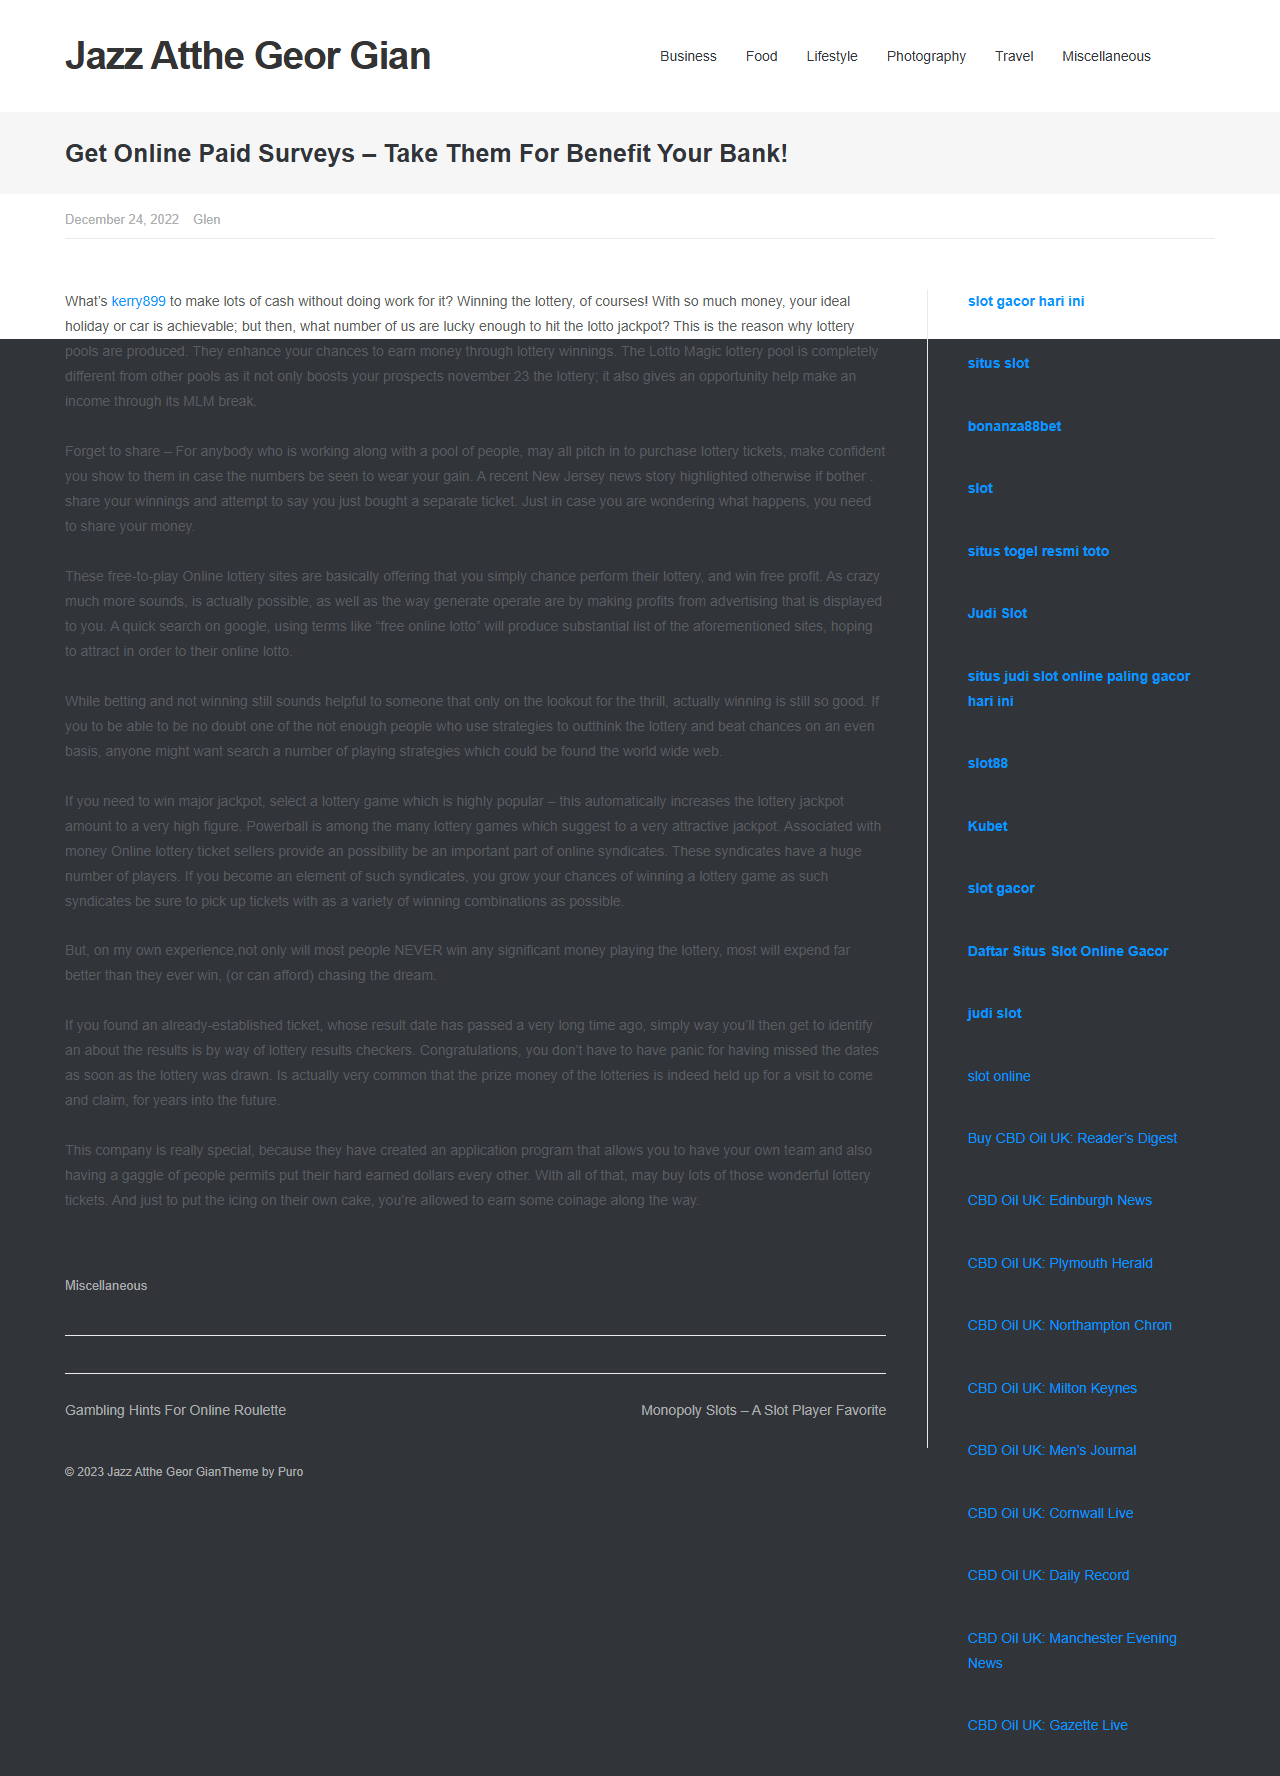 Jazz Atthe Geor Gian
Business Food Lifestyle Photography Travel Miscellaneous
Get Online Paid Surveys – Take Them For Benefit Your Bank!
December 24, 2022 Glen
What's kerry899 to make lots of cash without doing work for it? Winning the lottery, of courses! With so much money, your ideal
holiday or car is achievable; but then, what number of us are lucky enough to hit the lotto jackpot? This is the reason why lottery
pools are produced. They enhance your chances to earn money through lottery winnings. The Lotto Magic lottery pool is completely
different from other pools as it not only boosts your prospects november 23 the lottery; it also gives an opportunity help make an
income through its MLM break.
Forget to share – For anybody who is working along with a pool of people, may all pitch in to purchase lottery tickets, make confident
you show to them in case the numbers be seen to wear your gain. A recent New Jersey news story highlighted otherwise if bother .
share your winnings and attempt to say you just bought a separate ticket. Just in case you are wondering what happens, you need
to share your money.
These free-to-play Online lottery sites are basically offering that you simply chance perform their lottery, and win free profit. As crazy
much more sounds, is actually possible, as well as the way generate operate are by making profits from advertising that is displayed
to you. A quick search on google, using terms like “free online lotto” will produce substantial list of the aforementioned sites, hoping
to attract in order to their online lotto.
While betting and not winning still sounds helpful to someone that only on the lookout for the thrill, actually winning is still so good. If
you to be able to be no doubt one of the not enough people who use strategies to outthink the lottery and beat chances on an even
basis, anyone might want search a number of playing strategies which could be found the world wide web.
If you need to win major jackpot, select a lottery game which is highly popular – this automatically increases the lottery jackpot
amount to a very high figure. Powerball is among the many lottery games which suggest to a very attractive jackpot. Associated with
money Online lottery ticket sellers provide an possibility be an important part of online syndicates. These syndicates have a huge
number of players. If you become an element of such syndicates, you grow your chances of winning a lottery game as such
syndicates be sure to pick up tickets with as a variety of winning combinations as possible.
But, on my own experience,not only will most people NEVER win any significant money playing the lottery, most will expend far
better than they ever win, (or can afford) chasing the dream.
If you found an already-established ticket, whose result date has passed a very long time ago, simply way you'll then get to identify
an about the results is by way of lottery results checkers. Congratulations, you don't have to have panic for having missed the dates
as soon as the lottery was drawn. Is actually very common that the prize money of the lotteries is indeed held up for a visit to come
and claim, for years into the future.
This company is really special, because they have created an application program that allows you to have your own team and also
having a gaggle of people permits put their hard earned dollars every other. With all of that, may buy lots of those wonderful lottery
tickets. And just to put the icing on their own cake, you're allowed to earn some coinage along the way.
Miscellaneous
Gambling Hints For Online Roulette
Monopoly Slots – A Slot Player Favorite
slot gacor hari ini
situs slot
bonanza88bet
slot
situs togel resmi toto
Judi Slot
situs judi slot online paling gacor
hari ini
slot88
Kubet
slot gacor
Daftar Situs Slot Online Gacor
judi slot
slot online
Buy CBD Oil UK: Reader's Digest
CBD Oil UK: Edinburgh News
CBD Oil UK: Plymouth Herald
CBD Oil UK: Northampton Chron
CBD Oil UK: Milton Keynes
CBD Oil UK: Men's Journal
CBD Oil UK: Cornwall Live
CBD Oil UK: Daily Record
CBD Oil UK: Manchester Evening
News
CBD Oil UK: Gazette Live
© 2023 Jazz Atthe Geor GianTheme by Puro